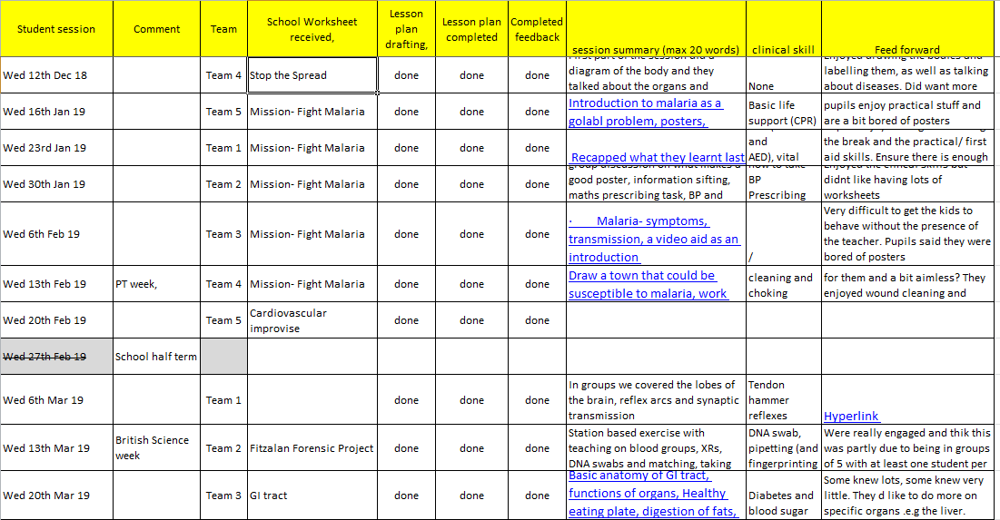 Student session Comment Team School Worksheet received, Lesson plan drafting, Lesson plan completed Completed feedback session summary (max 20 words) clinical skill Feed forward
Wed 12th Dec 18 Team 4 Stop the Spread done done done First part of the session did a diagram of the body and they talked about the organs and None Enjoyed drawing the bodies and labelling them, as well as talking about diseases. Did want more
Wed 16th Jan 19 Team 5 Mission- Fight Malaria done done done Introduction to malaria as a golabl problem, posters, Basic life support (CPR) pupils enjoy practical stuff and are a bit bored of posters
Wed 23rd Jan 19 Team 1 Mission- Fight Malaria done done done Recapped what they learnt last and AED), vital the break and the practical/ first aid skills. Ensure there is enough
Wed 30th Jan 19 Team 2 Mission- Fight Malaria done done done group discussion on what makes a good poster, information sifting, maths prescribing task, BP and how to take BP Prescribing Enjoyed the clinical skills but didnt like having lots of worksheets
Wed 6th Feb 19 Team 3 Mission- Fight Malaria done done done · Malaria- symptoms, transmission, a video aid as an introduction / Very difficult to get the kids to behave without the presence of the teacher. Pupils said they were bored of posters
Wed 13th Feb 19 PT week, Team 4 Mission- Fight Malaria done done done Draw a town that could be susceptible to malaria, work cleaning and choking for them and a bit aimless? They enjoyed wound cleaning and
Wed 20th Feb 19 Team 5 Cardiovascular improvise done done done
Wed 27th Feb 19 School half term
Wed 6th Mar 19 Team 1 done done done In groups we covered the lobes of the brain, reflex arcs and synaptic transmission Tendon hammer reflexes Hyperlink
Wed 13th Mar 19 British Science week Team 2 Fitzalan Forensic Project done done done Station based exercise with teaching on blood groups, XRs, DNA swabs and matching, taking DNA swab, pipetting (and fingerprinting Were really engaged and thik this was partly due to being in groups of 5 with at least one student per
Wed 20th Mar 19 Team 3 GI tract done done done Basic anatomy of GI tract, functions of organs, Healthy eating plate, digestion of fats, Diabetes and blood sugar Some knew lots, some knew very little. They d like to do more on specific organs .e.g the liver.